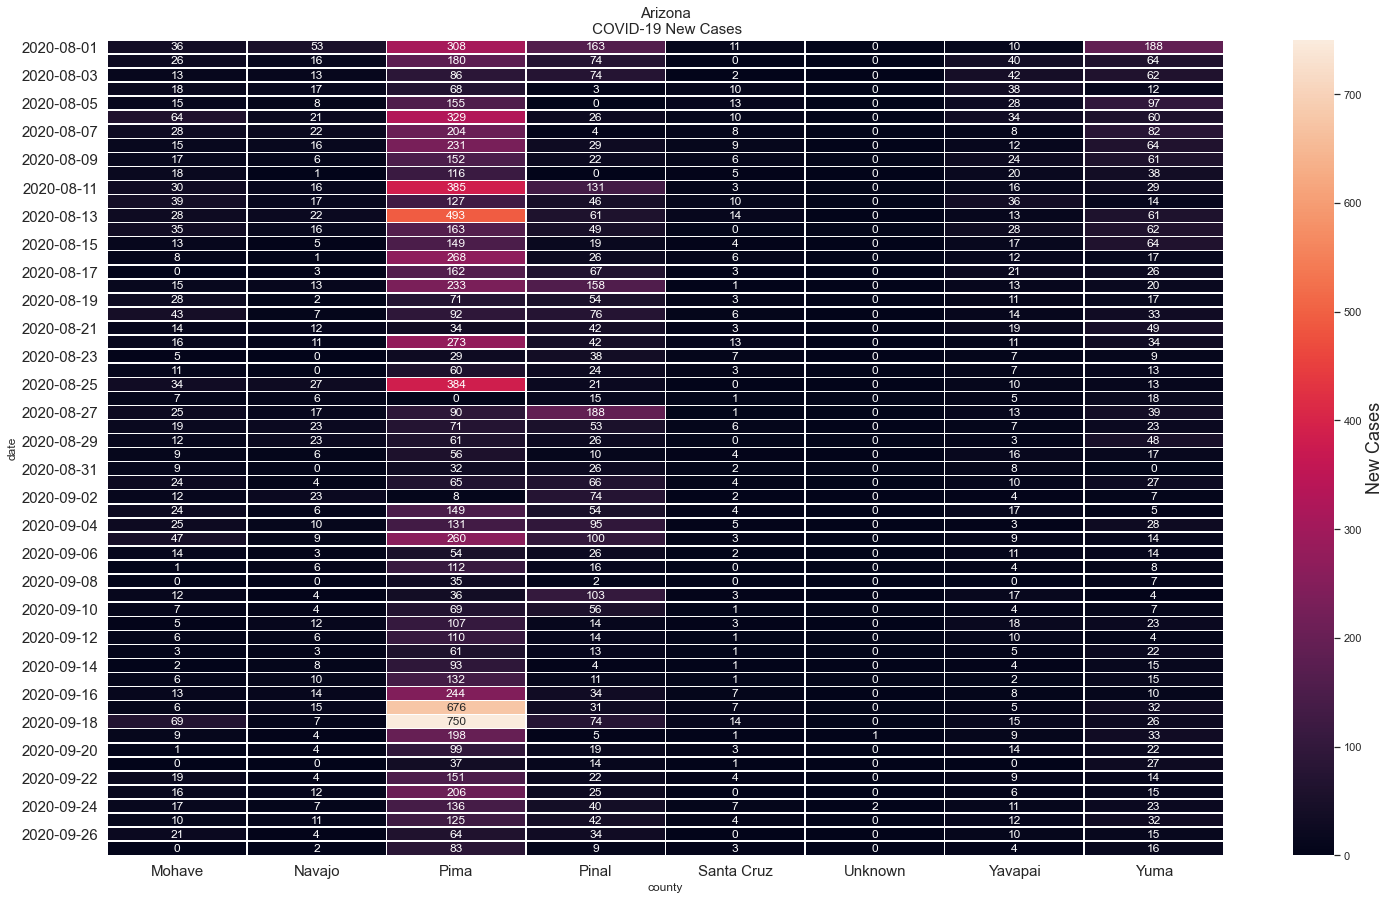 Arizona
COVID-19 New Cases
2020-08-01 36 53 308 163 11 0 10 188
26 16 180 74 0 0 40 64
2020-08-03 13 13 86 74 2 0 42 62
18 17 68 3 10 0 38 12
2020-08-05 15 8 155 0 13 0 28 97
64 21 329 26 10 0 34 60
2020-08-07 28 22 204 4 8 0 8 82
15 16 231 29 9 0 12 64
2020-08-09 17 6 152 22 6 0 24 61
18 1 116 0 5 0 20 38
2020-08-11 30 16 385 131 3 0 16 29
39 17 127 46 10 0 36 14
2020-08-13 28 22 493 61 14 0 13 61
35 16 163 49 0 0 28 62
2020-08-15 13 5 149 19 4 0 17 64
8 1 268 26 6 0 12 17
2020-08-17 0 3 162 67 3 0 21 26
15 13 233 158 1 0 13 20
2020-08-19 28 2 71 54 3 0 11 17
43 7 92 76 6 0 14 33
2020-08-21 14 12 34 42 3 0 19 49
16 11 273 42 13 0 11 34
2020-08-23 5 0 29 38 7 0 7 9
11 0 60 24 3 0 7 13
2020-08-25 34 27 384 21 0 0 10 13
7 6 0 15 1 0 5 18
2020-08-27 25 17 90 188 1 0 13 39
19 23 71 53 6 0 7 23
2020-08-29 12 23 61 26 0 0 3 48
9 6 56 10 4 0 16 17
2020-08-31 9 0 32 26 2 0 8 0
24 4 65 66 4 0 10 27
2020-09-02 12 23 8 74 2 0 4 7
24 6 149 54 4 0 17 5
2020-09-04 25 10 131 95 5 0 3 28
47 9 260 100 3 0 9 14
2020-09-06 14 3 54 26 2 0 11 14
1 6 112 16 0 0 4 8
2020-09-08 0 0 35 2 0 0 0 7
12 4 36 103 3 0 17 4
2020-09-10 7 4 69 56 1 0 4 7
5 12 107 14 3 0 18 23
2020-09-12 6 6 110 14 1 0 10 4
3 3 61 13 1 0 5 22
2020-09-14 2 8 93 4 1 0 4 15
6 10 132 11 1 0 2 15
2020-09-16 13 14 244 34 7 0 8 10
6 15 676 31 7 0 5 32
2020-09-18 69 7 750 74 14 0 15 26
9 4 198 5 1 1 9 33
2020-09-20 1 4 99 19 3 0 14 22
0 0 37 14 1 0 0 27
2020-09-22 19 4 151 22 4 0 9 14
16 12 206 25 0 0 6 15
2020-09-24 17 7 136 40 7 2 11 23
10 11 125 42 4 0 12 32
2020-09-26 21 4 64 34 0 0 10 15
0 2 83 9 3 0 4 16
Mohave Navajo Pima Pinal Santa Cruz Unknown Yavapai Yuma
county
date
700
600
500
400
300
200
100
0
New Cases